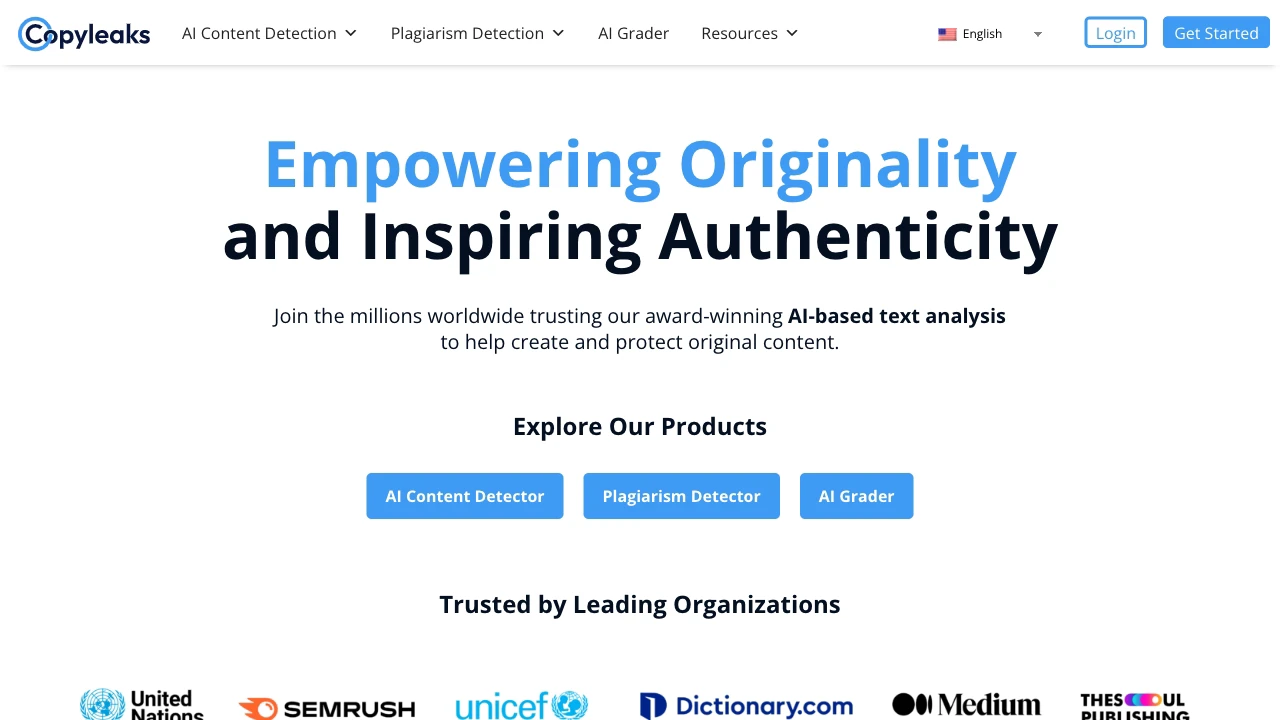 Copyleaks AI Content Detection Plagiarism Detection AI Grader Resources English Login Get Started
Empowering Originality
and Inspiring Authenticity
Join the millions worldwide trusting our award-winning AI-based text analysis
to help create and protect original content.
Explore Our Products
AI Content Detector Plagiarism Detector AI Grader
Trusted by Leading Organizations
United
Nations
SEMRUSH
unicef
Dictionary.com
Medium
THESOUL
PUBLISHING